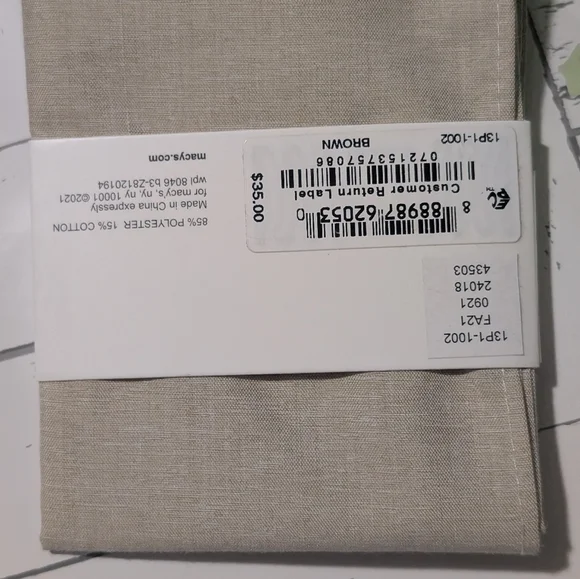 13P1-1002
FA21
0921
24018
43503
8 88987 62053 0
Customer Return Label
0721537570866
$35.00
13P1-1002
BROWN
85% POLYESTER 15% COTTON
Made in China expressly
for macy's, ny, ny 10001 ©2021
wpl 8046 b3-Z8120194
macys.com